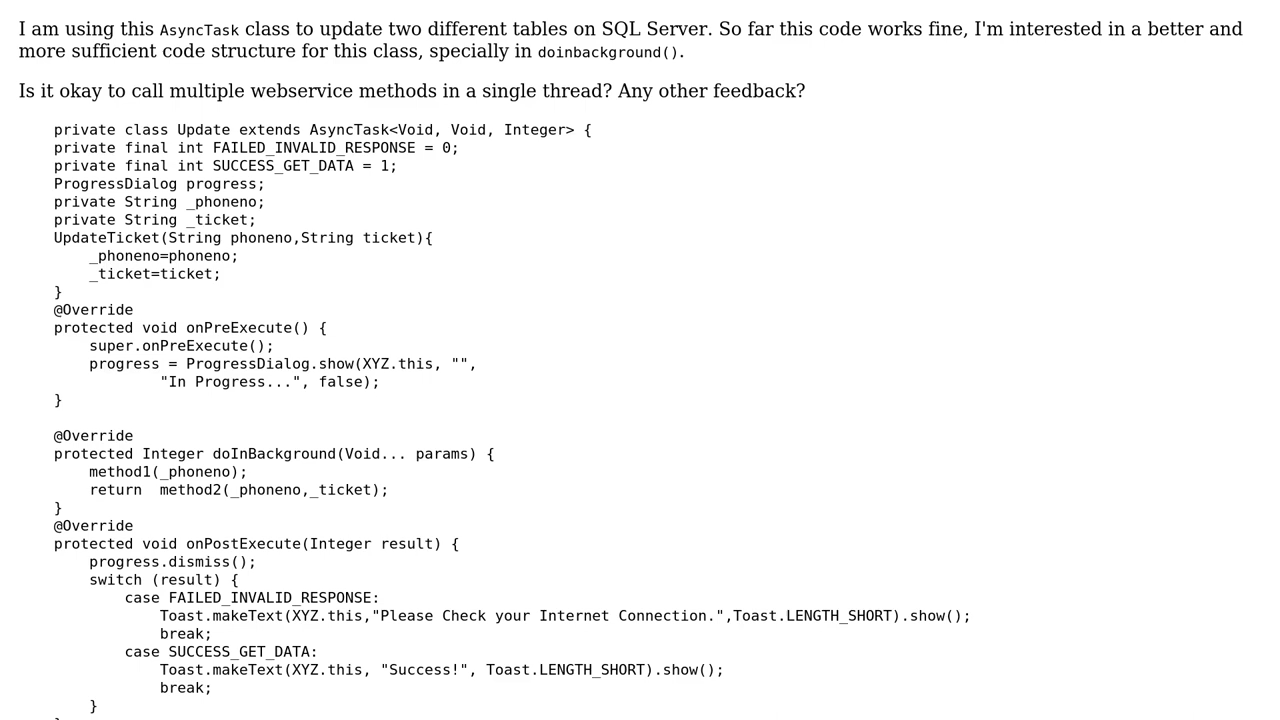 I am using this AsyncTask class to update two different tables on SQL Server. So far this code works fine, I'm interested in a better and
more sufficient code structure for this class, specially in doinbackground().
Is it okay to call multiple webservice methods in a single thread? Any other feedback?
private class Update extends AsyncTask<Void, Void, Integer> {
private final int FAILED_INVALID_RESPONSE = 0;
private final int SUCCESS_GET_DATA = 1;
ProgressDialog progress;
private String _phoneno;
private String _ticket;
UpdateTicket(String phoneno,String ticket){
    _phoneno=phoneno;
    _ticket=ticket;
}
@Override
protected void onPreExecute() {
    super.onPreExecute();
    progress = ProgressDialog.show(XYZ.this, "",
            "In Progress...", false);
}
@Override
protected Integer doInBackground(Void... params) {
    method1(_phoneno);
    return  method2(_phoneno,_ticket);
}
@Override
protected void onPostExecute(Integer result) {
    progress.dismiss();
    switch (result) {
        case FAILED_INVALID_RESPONSE:
            Toast.makeText(XYZ.this,"Please Check your Internet Connection.",Toast.LENGTH_SHORT).show();
            break;
        case SUCCESS_GET_DATA:
            Toast.makeText(XYZ.this, "Success!", Toast.LENGTH_SHORT).show();
            break;
    }